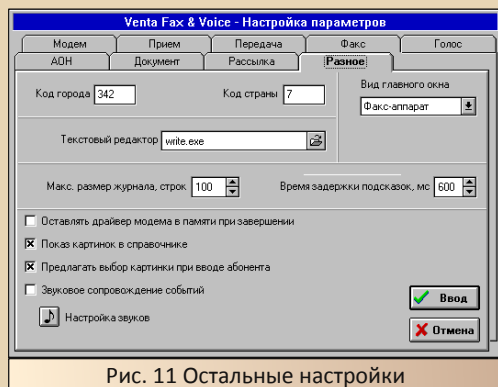 Venta Fax & Voice - Настройка параметров
Модем Прием Передача Факс Голос
АОН Документ Рассылка Разное
Код города 342 Код страны 7 Вид главного окна
Факс-аппарат
Текстовый редактор write.exe
Макс. размер журнала, строк 100 Время задержки подсказок, мс 600
Оставлять драйвер модема в памяти при завершении
Показ картинок в справочнике
Предлагать выбор картинки при вводе абонента
Звуковое сопровождение событий
Ввод
Настройка звуков
Отмена
Рис. 11 Остальные настройки